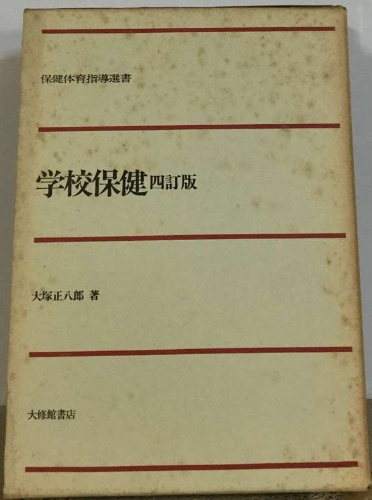 保健体育指導選書
学校保健四訂版
大塚正八郎 著
大修館書店